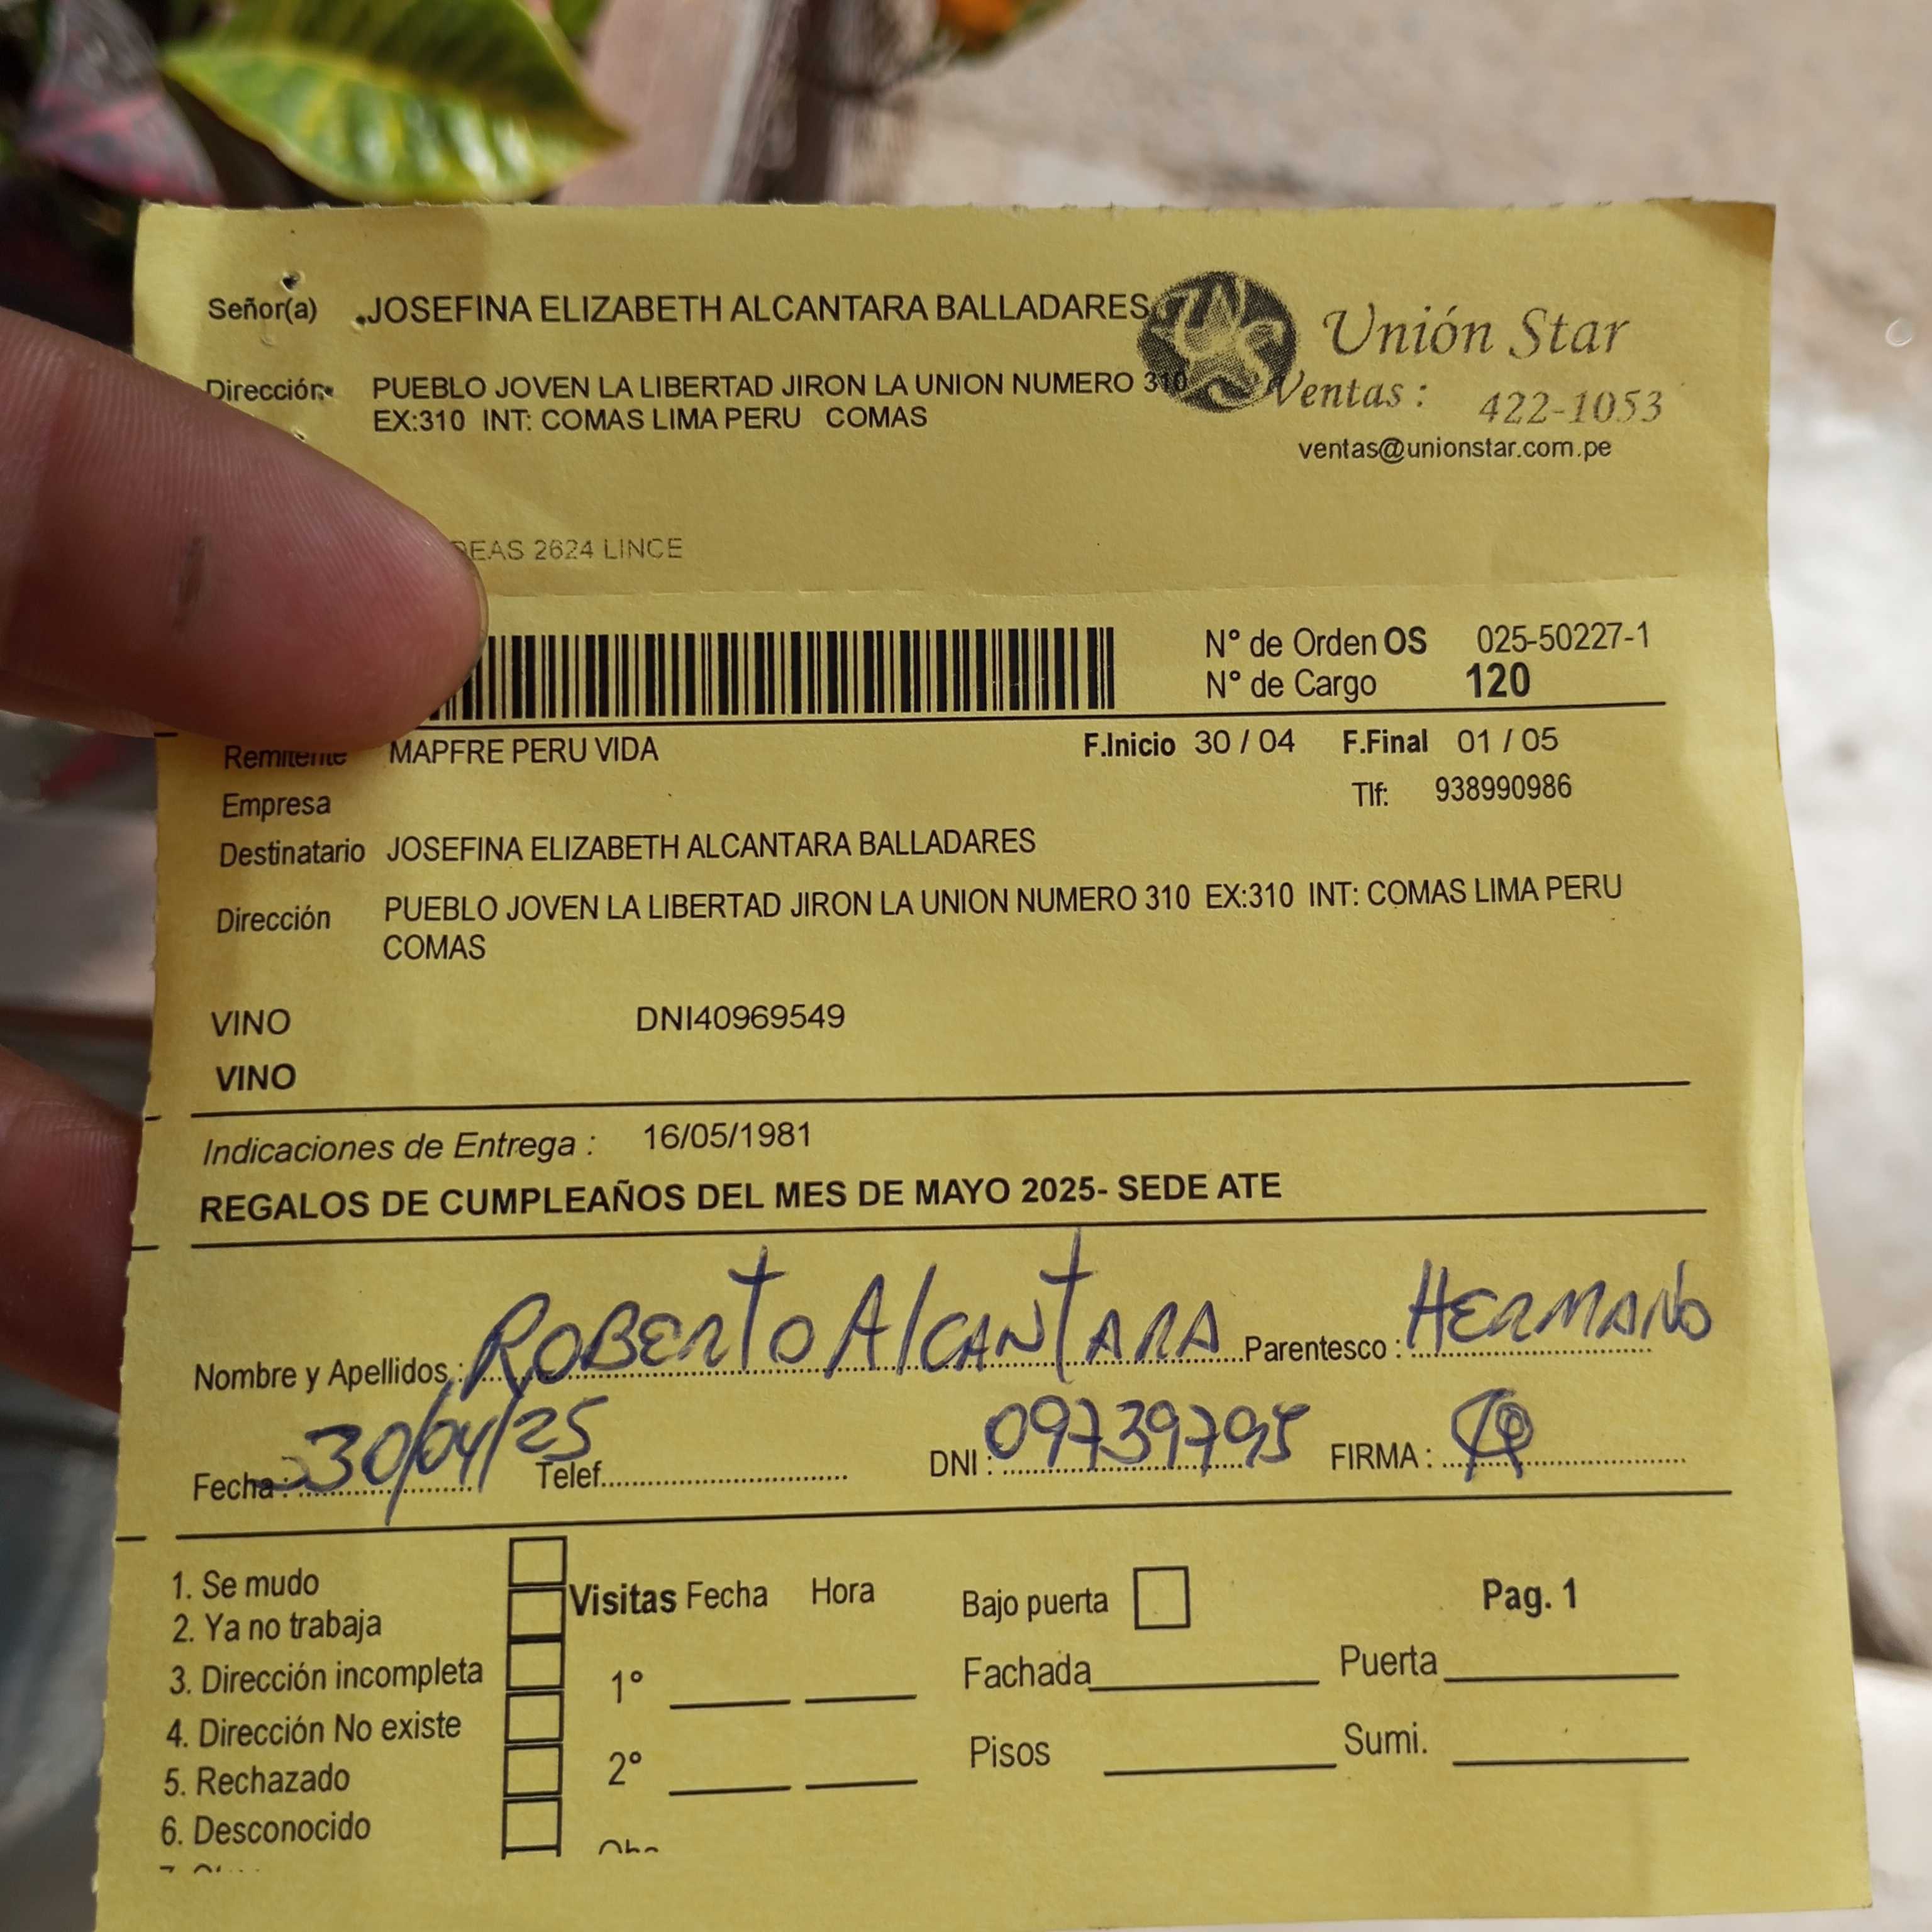 Señor(a) JOSEFINA ELIZABETH ALCANTARA BALLADARES
US Unión Star
Dirección PUEBLO JOVEN LA LIBERTAD JIRON LA UNION NUMERO 310
EX:310 INT: COMAS LIMA PERU COMAS
Ventas : 422-1053
ventas@unionstar.com.pe
2624 LINCE
N° de Orden OS 025-50227-1
N° de Cargo 120
Remitente MAPFRE PERU VIDA F.Inicio 30 / 04 F.Final 01 / 05
Empresa Tlf: 938990986
Destinatario JOSEFINA ELIZABETH ALCANTARA BALLADARES
Dirección PUEBLO JOVEN LA LIBERTAD JIRON LA UNION NUMERO 310 EX:310 INT: COMAS LIMA PERU
COMAS
VINO DNI40969549
VINO
Indicaciones de Entrega : 16/05/1981
REGALOS DE CUMPLEAÑOS DEL MES DE MAYO 2025- SEDE ATE
Nombre y Apellidos : ROBERTO ALCANTARA Parentesco : HERMANO
Fecha : 30/04/25 Telef. DNI : 09739795 FIRMA :
1. Se mudo
2. Ya no trabaja
3. Dirección incompleta
4. Dirección No existe
5. Rechazado
6. Desconocido
Visitas Fecha Hora
1°
2°
Bajo puerta Pag. 1
Fachada Puerta
Pisos Sumi.